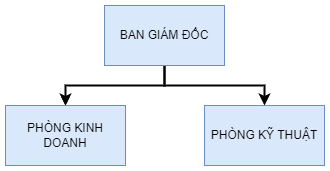 BAN GIÁM ĐỐC
PHÒNG KINH
DOANH
PHÒNG KỸ THUẬT